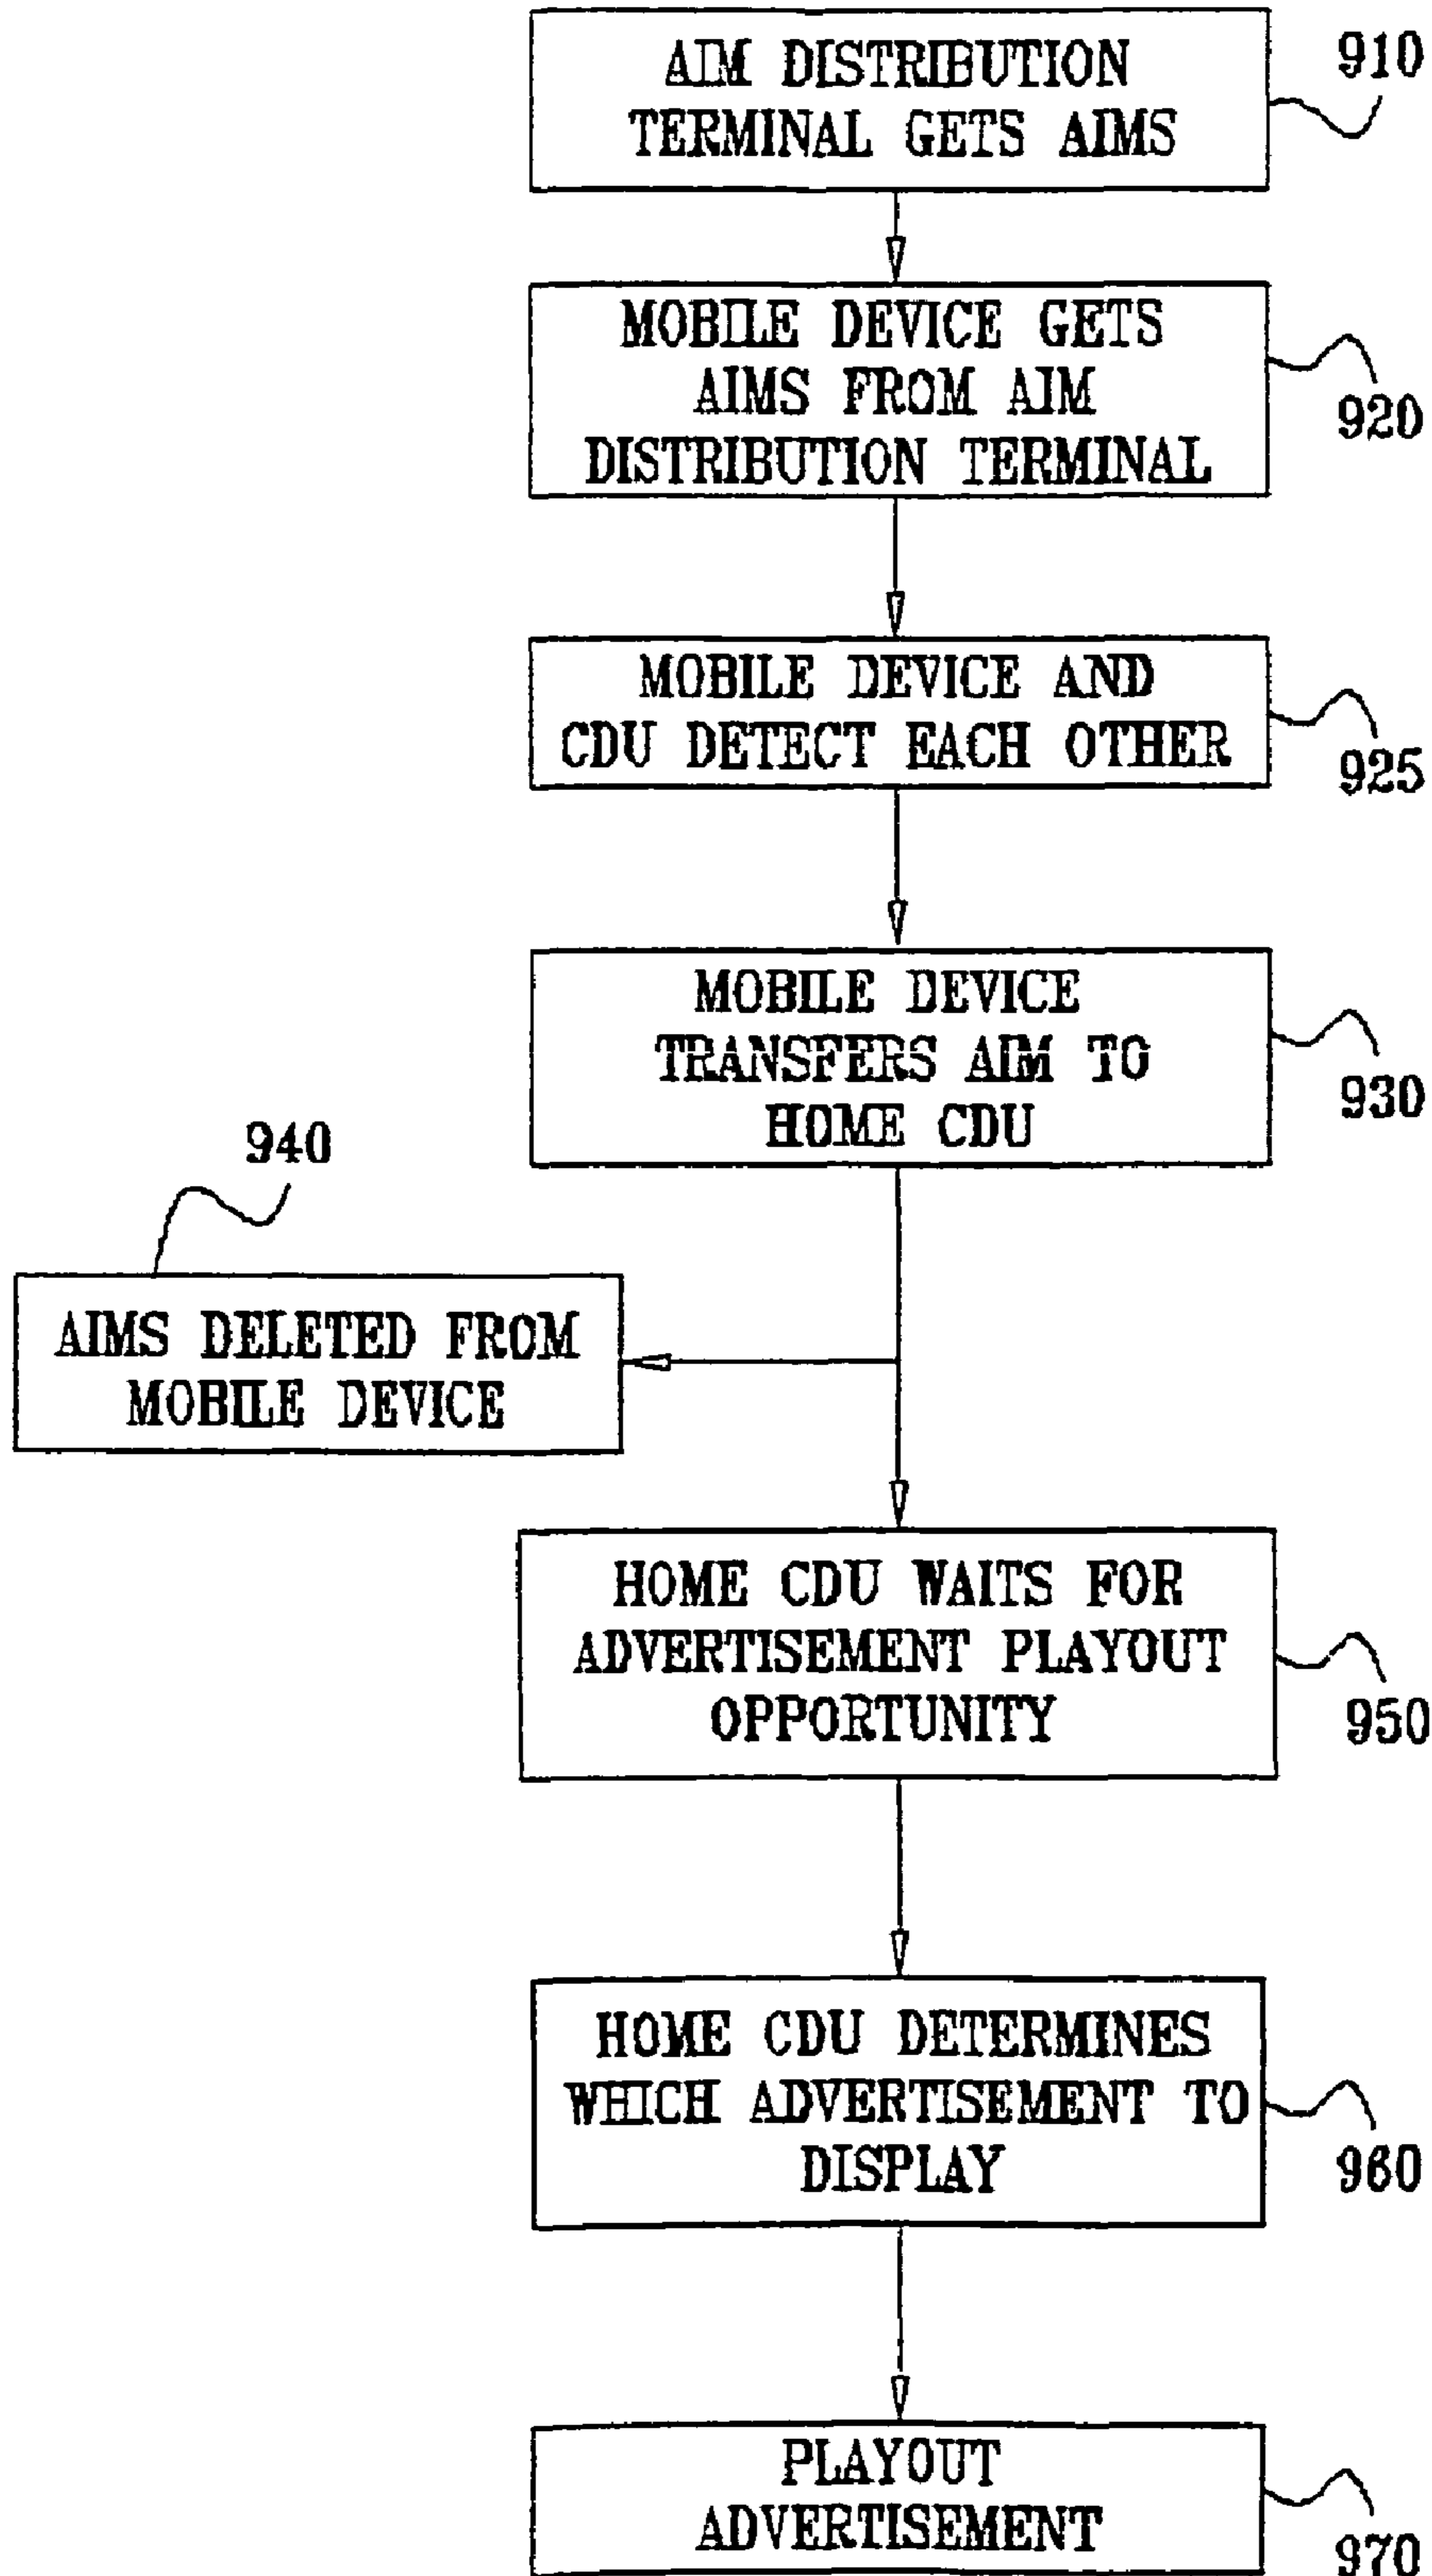 AIM DISTRIBUTION
TERMINAL GETS AIMS
910
MOBILE DEVICE GETS
AIMS FROM AIM
DISTRIBUTION TERMINAL
920
MOBILE DEVICE AND
CDU DETECT EACH OTHER
925
MOBILE DEVICE
TRANSFERS AIM TO
HOME CDU
930
940
AIMS DELETED FROM
MOBILE DEVICE
HOME CDU WAITS FOR
ADVERTISEMENT PLAYOUT
OPPORTUNITY
950
HOME CDU DETERMINES
WHICH ADVERTISEMENT TO
DISPLAY
960
PLAYOUT
ADVERTISEMENT
970